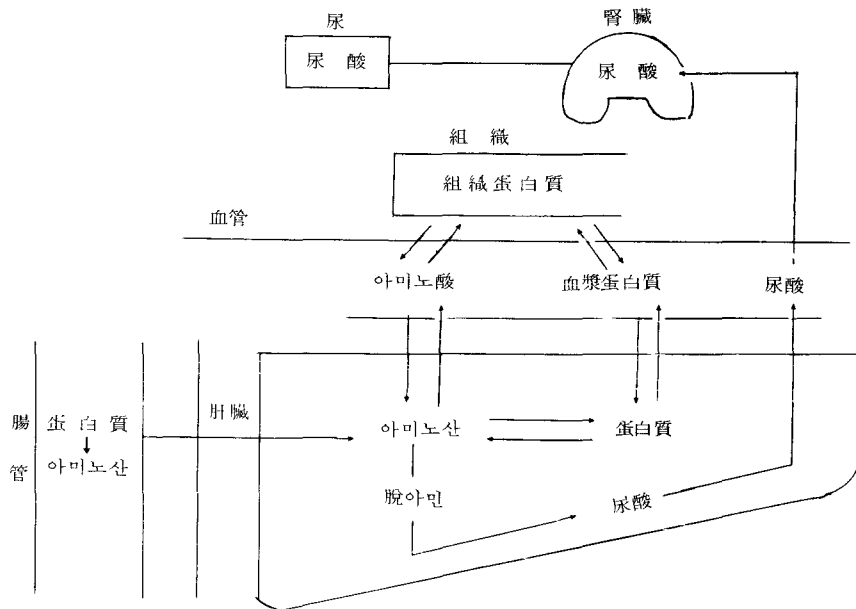 尿
腎臟
尿 酸
尿 酸
組 織
組織蛋白質
血管
아미노酸
血漿蛋白質
尿酸
肝臟
腸管
蛋白質
아미노산
아미노산
蛋白質
脫아민
尿酸